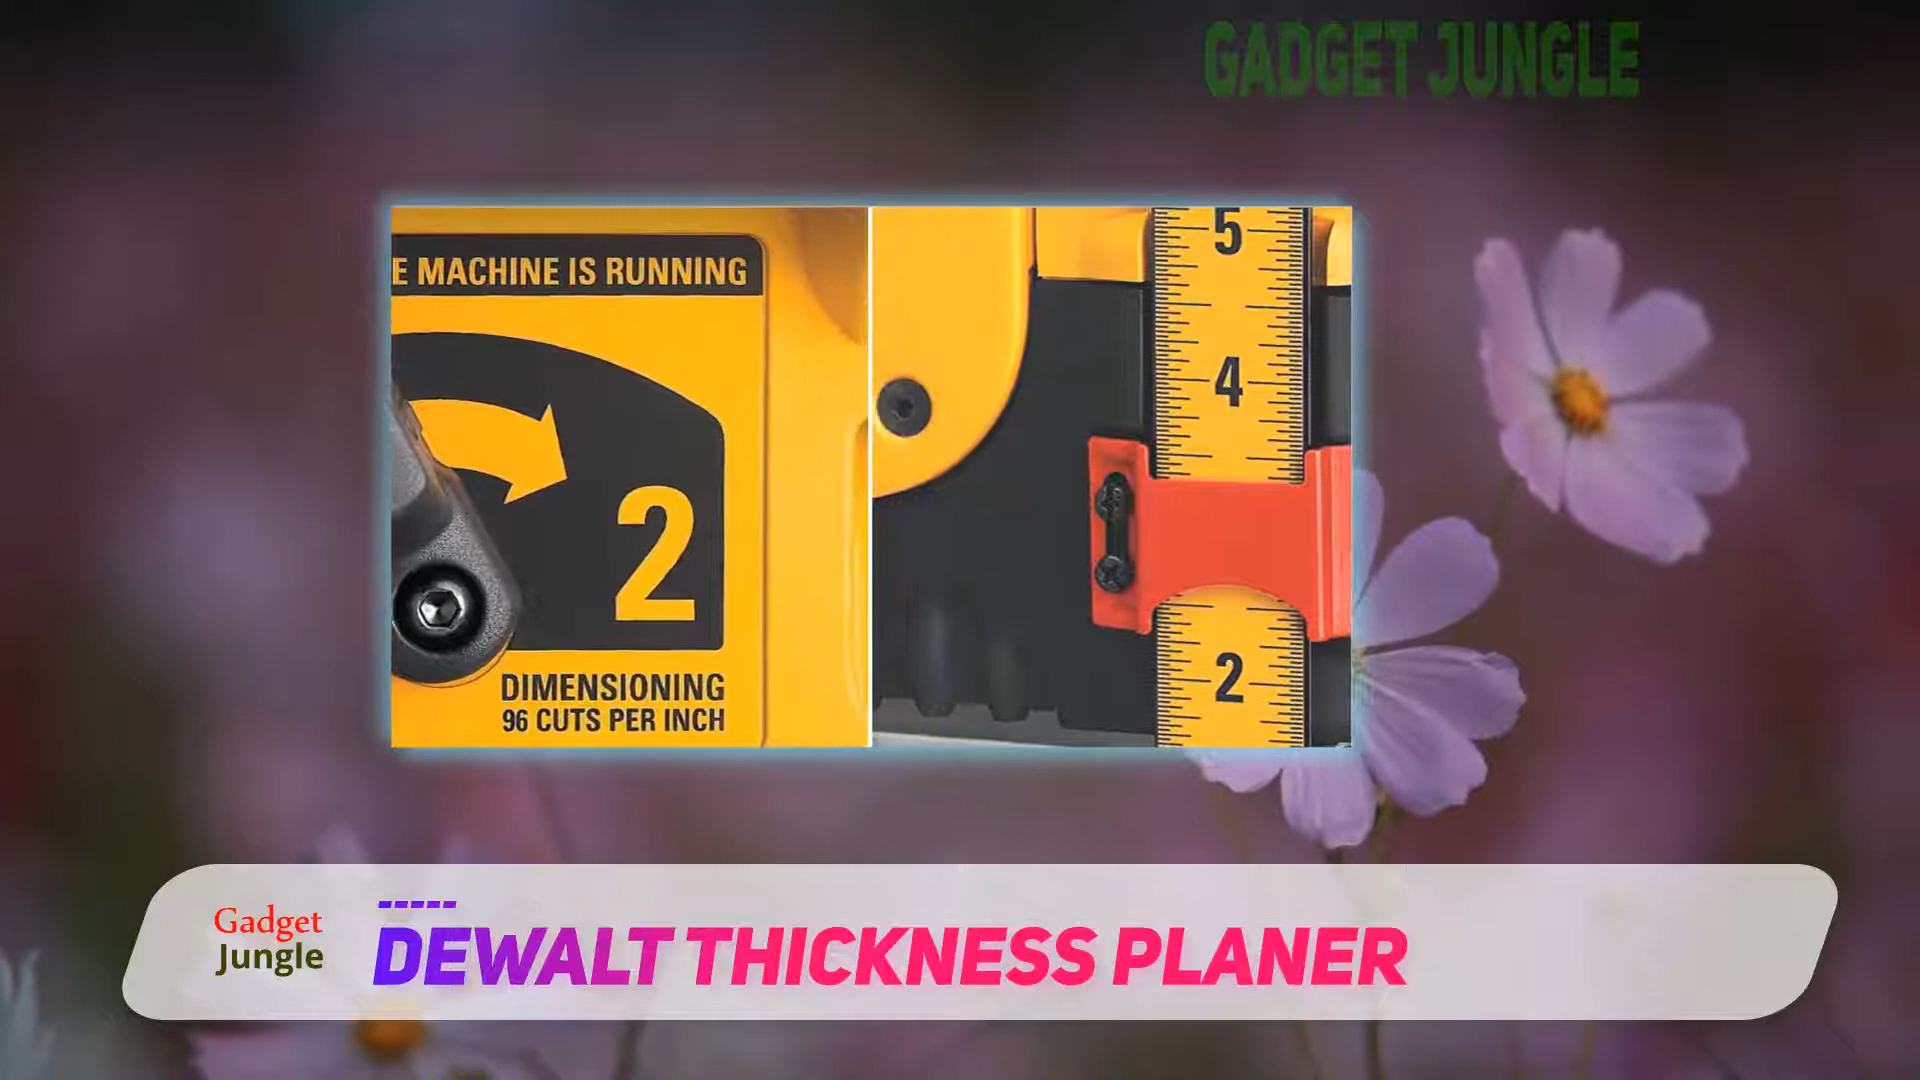 GADGET JUNGLE
E MACHINE IS RUNNING
2
DIMENSIONING
96 CUTS PER INCH
5
4
2
Gadget
Jungle
DEWALT THICKNESS PLANER